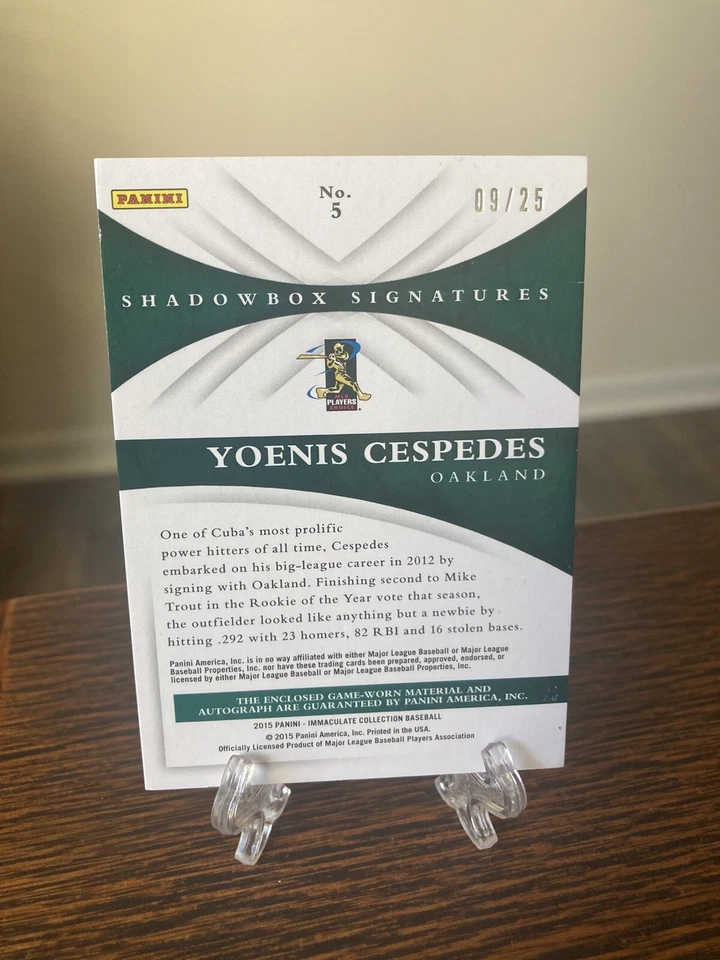 PANINI
No.
5
09/25
SHADOWBOX SIGNATURES
MLB
PLAYERS
CHOICE
YOENIS CESPEDES
OAKLAND
One of Cuba's most prolific
power hitters of all time, Cespedes
embarked on his big-league career in 2012 by
signing with Oakland. Finishing second to Mike
Trout in the Rookie of the Year vote that season,
the outfielder looked like anything but a newbie by
hitting .292 with 23 homers, 82 RBI and 16 stolen bases.
Panini America, Inc. is in no way affiliated with either Major League Baseball or Major League
Baseball Properties, Inc. nor have these trading cards been prepared, approved, endorsed, or
licensed by either Major League Baseball or Major League Baseball Properties, Inc.
THE ENCLOSED GAME-WORN MATERIAL AND
AUTOGRAPH ARE GUARANTEED BY PANINI AMERICA, INC.
2015 PANINI - IMMACULATE COLLECTION BASEBALL
© 2015 Panini America, Inc. Printed in the USA.
Officially Licensed Product of Major League Baseball Players Association